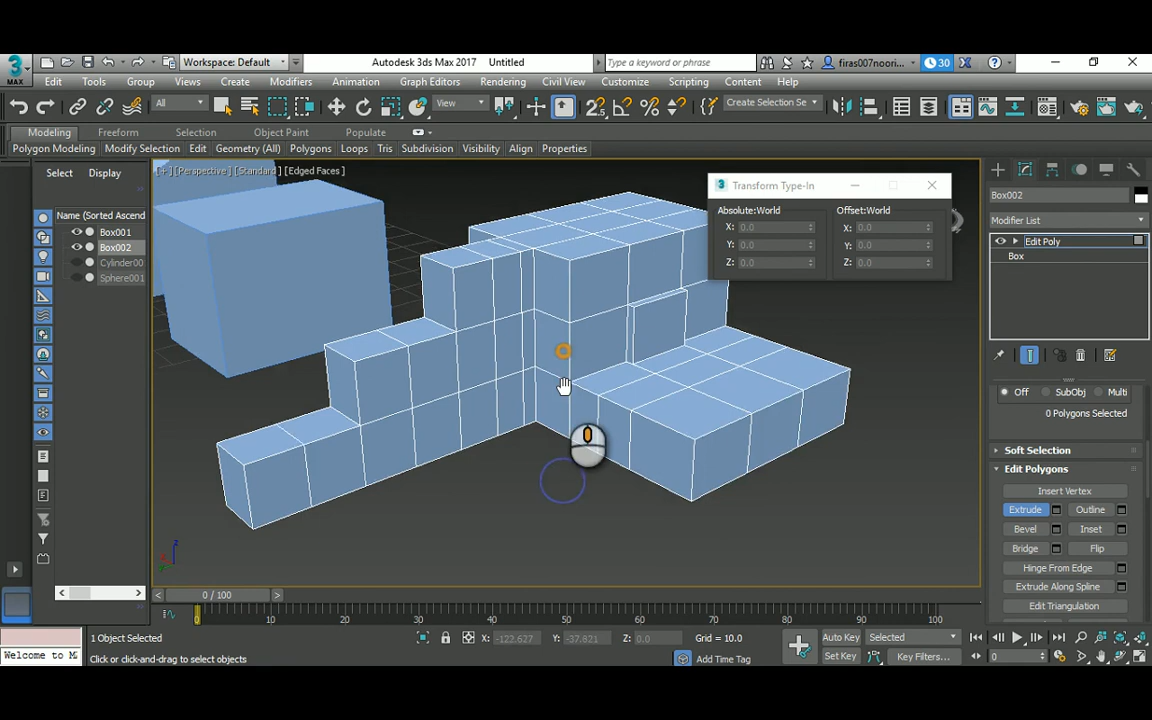 Workspace: Default
Autodesk 3ds Max 2017 Untitled
Type a keyword or phrase
firas007noori...
30
MAX
Edit Tools Group Views Create Modifiers Animation Graph Editors Rendering Civil View Customize Scripting Content Help
All
View
Create Selection Se
Modeling Freeform Selection Object Paint Populate
Polygon Modeling Modify Selection Edit Geometry (All) Polygons Loops Tris Subdivision Visibility Align Properties
Select Display
[+] [Perspective] [Standard] [Edged Faces]
Name (Sorted Ascend
Box001
Box002
Cylinder00
Sphere001
3 Transform Type-In
Absolute:World Offset:World
X: 0.0 X: 0.0
Y: 0.0 Y: 0.0
Z: 0.0 Z: 0.0
Box002
Modifier List
Edit Poly
Box
Off SubObj Multi
0 Polygons Selected
Soft Selection
Edit Polygons
Insert Vertex
Extrude Outline
Bevel Inset
Bridge Flip
Hinge From Edge
Extrude Along Spline
Edit Triangulation
z
0 / 100
0 10 20 30 40 50 60 70 80 90 100
1 Object Selected
X: -122.627 Y: -37.821 Z: 0.0 Grid = 10.0
Auto Key Selected
Welcome to M
Click or click-and-drag to select objects
Add Time Tag
Set Key Key Filters...
0